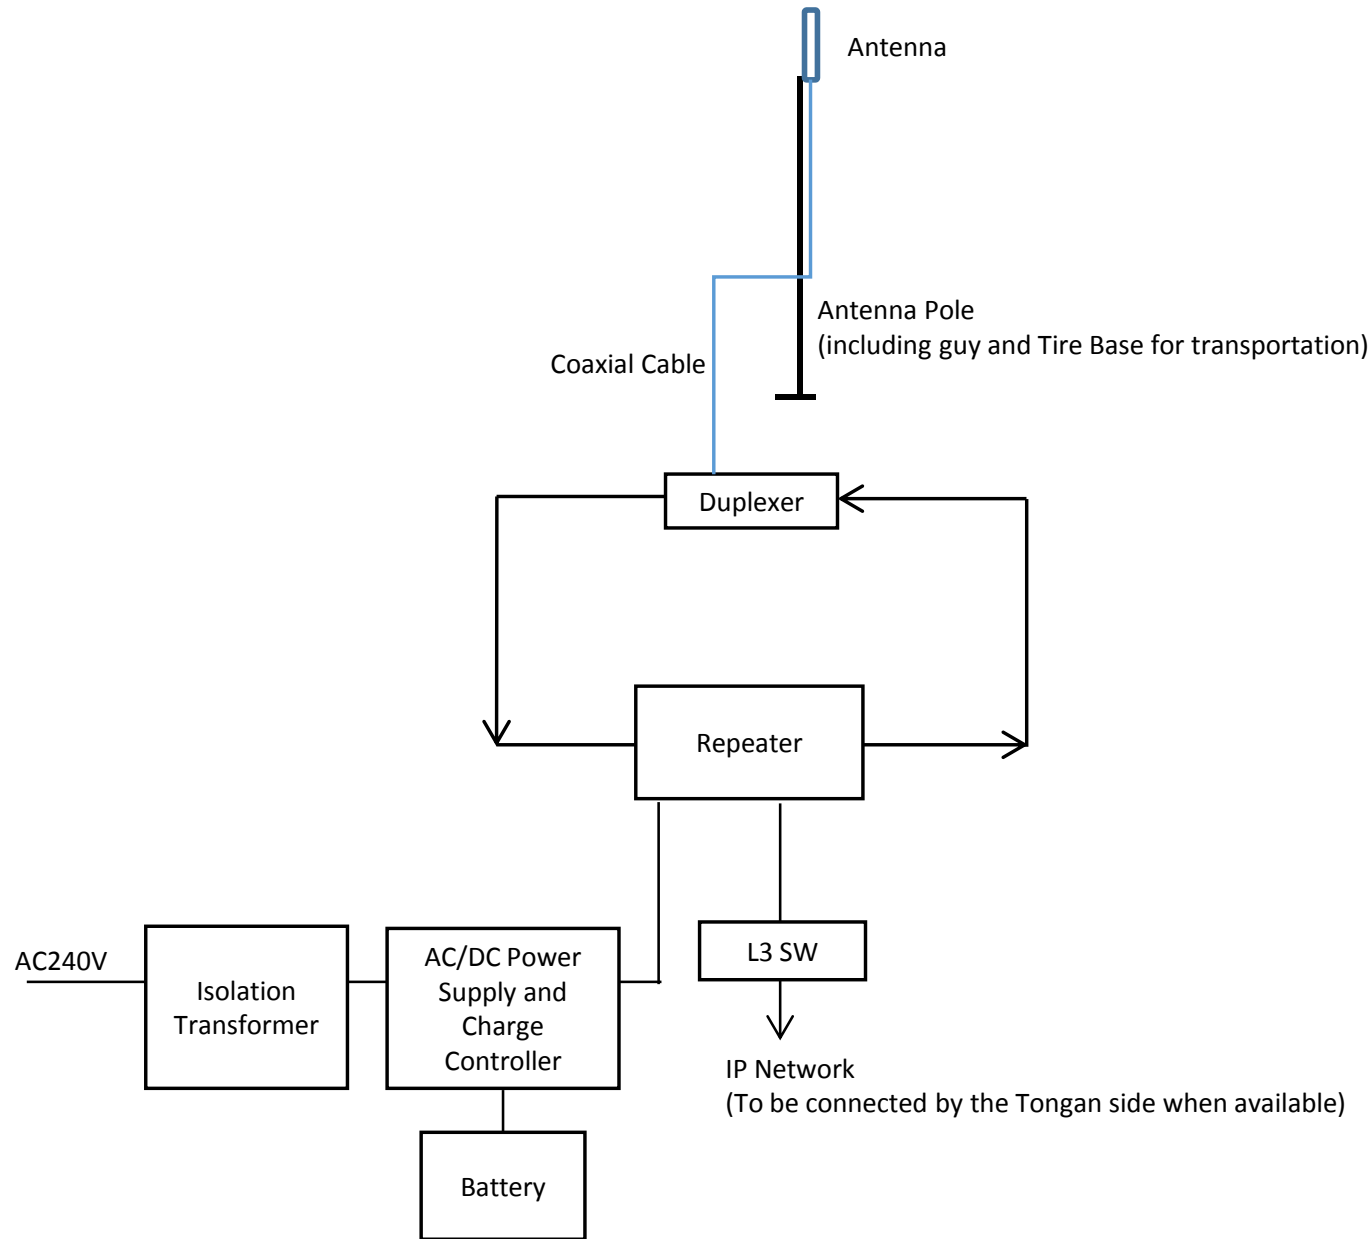 Antenna
Antenna Pole
(including guy and Tire Base for transportation)
Coaxial Cable
Duplexer
Repeater
AC240V
Isolation
Transformer
AC/DC Power
Supply and
Charge
Controller
L3 SW
IP Network
(To be connected by the Tongan side when available)
Battery